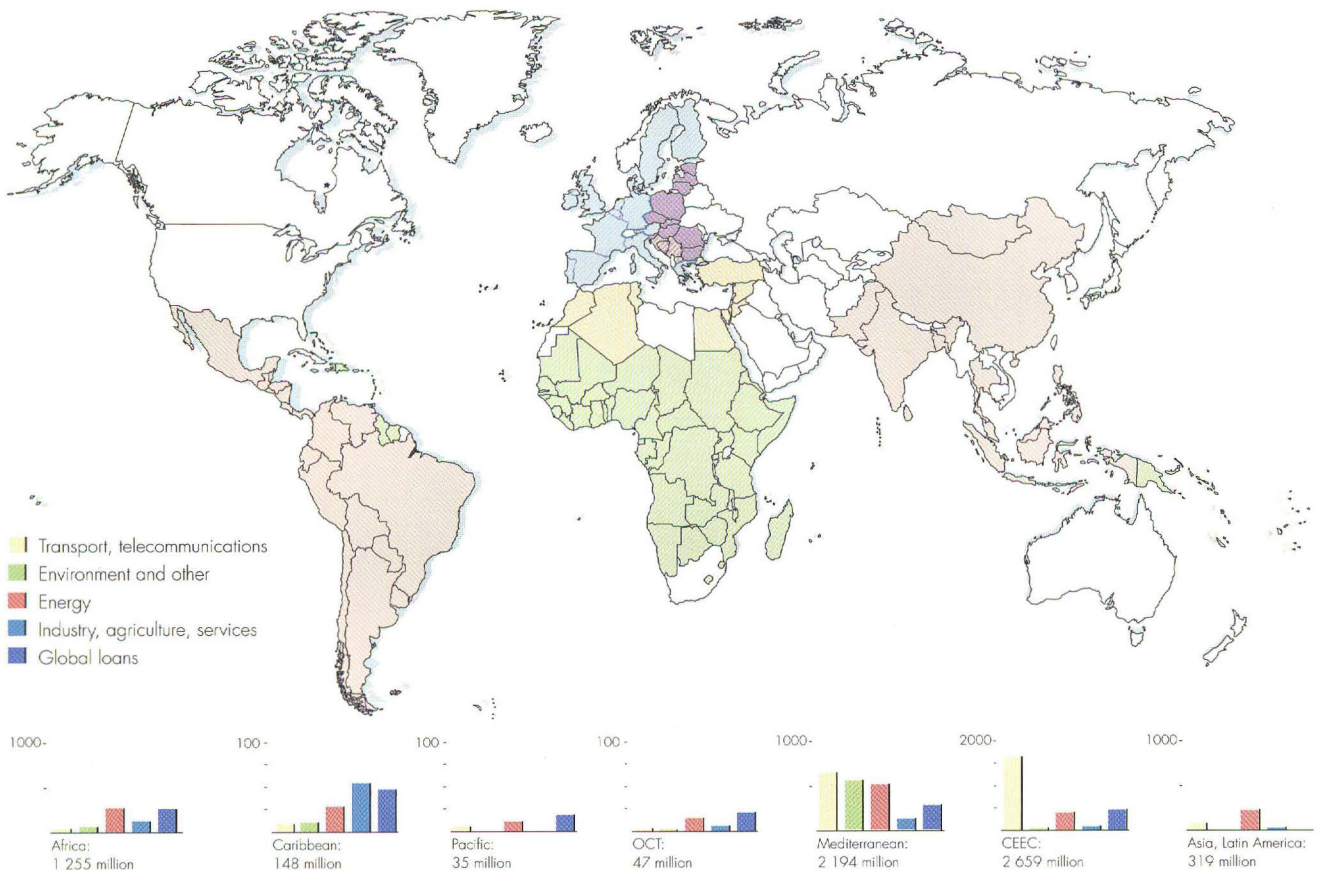 Transport, telecommunications
Environment and other
Energy
Industry, agriculture, services
Global loans
1000-
100 -
100 -
100 -
1000-
2000-
1000-
Africa:
1 255 million
Caribbean:
148 million
Pacific:
35 million
OCT:
47 million
Mediterranean:
2 194 million
CEEC:
2 659 million
Asia, Latin America:
319 million